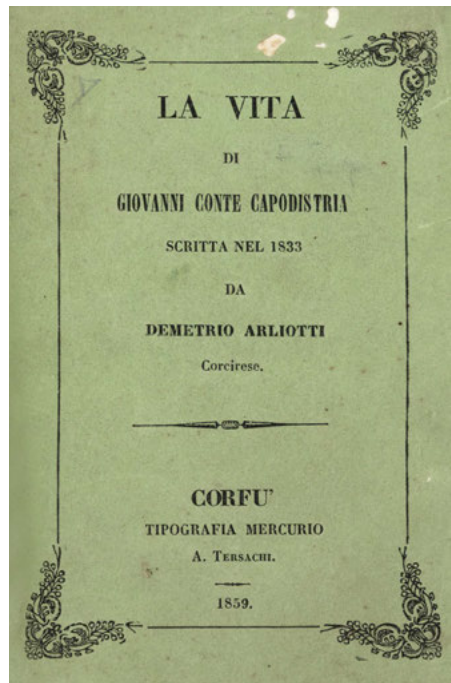 LA VITA
DI
GIOVANNI CONTE CAPODISTRIA
SCRITTA NEL 1833
DA
DEMETRIO ARLIOTTI
Corcirese.
CORFU'
TIPOGRAFIA MERCURIO
A. TERSACHI.
1859.